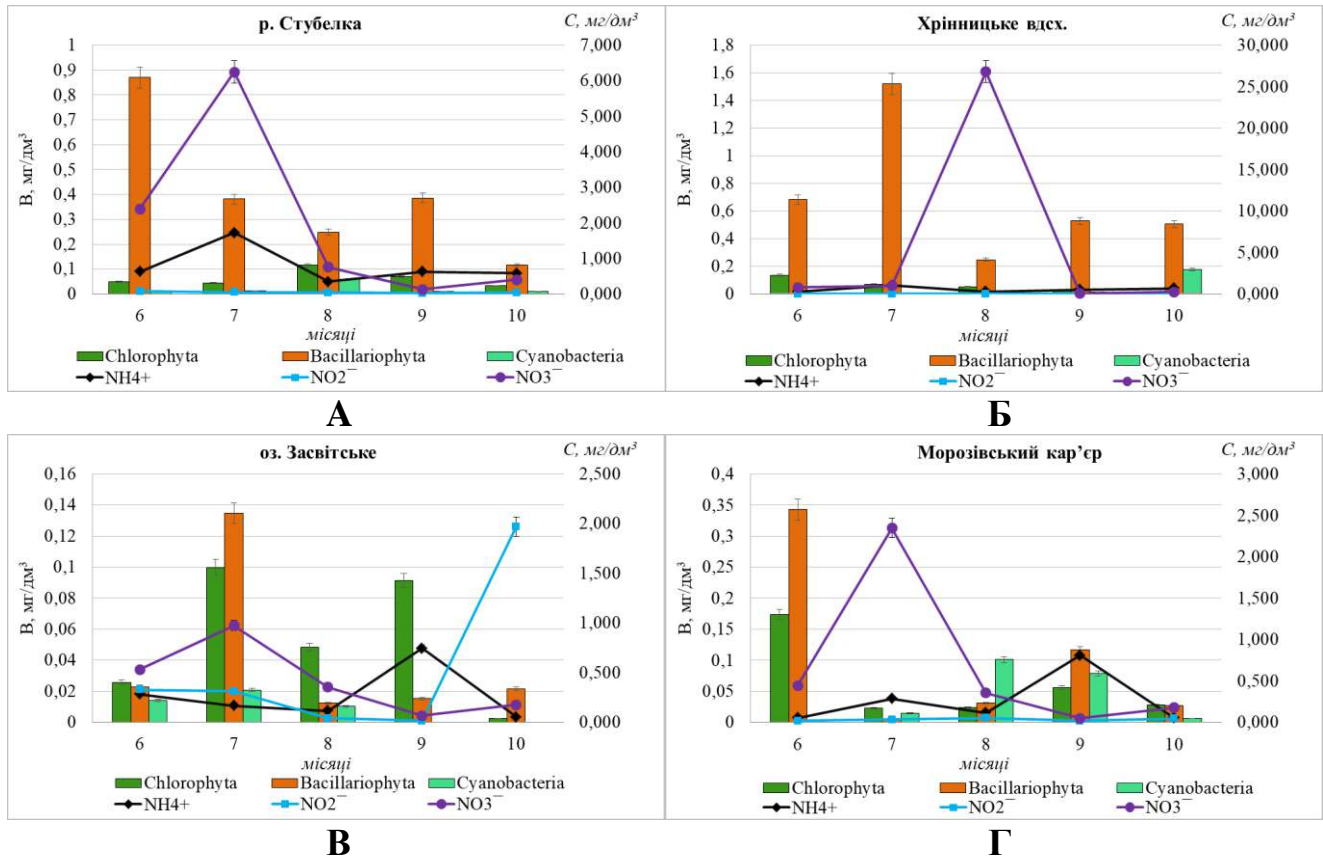 р. Стубелка
С, мг/дм³
В, мг/дм³
1
0,9
0,8
0,7
0,6
0,5
0,4
0,3
0,2
0,1
0
7,000
6,000
5,000
4,000
3,000
2,000
1,000
0,000
6 7 8 9 10
місяці
Chlorophyta Bacillariophyta Cyanobacteria
NH4+ NO2¯ NO3¯
А
Хрінницьке вдсх.
С, мг/дм³
В, мг/дм³
1,8
1,6
1,4
1,2
1
0,8
0,6
0,4
0,2
0
30,000
25,000
20,000
15,000
10,000
5,000
0,000
6 7 8 9 10
місяці
Chlorophyta Bacillariophyta Cyanobacteria
NH4+ NO2¯ NO3¯
Б
оз. Засвітське
С, мг/дм³
В, мг/дм³
0,16
0,14
0,12
0,1
0,08
0,06
0,04
0,02
0
2,500
2,000
1,500
1,000
0,500
0,000
6 7 8 9 10
місяці
Chlorophyta Bacillariophyta Cyanobacteria
NH4+ NO2¯ NO3¯
В
Морозівський кар’єр
С, мг/дм³
В, мг/дм³
0,4
0,35
0,3
0,25
0,2
0,15
0,1
0,05
0
3,000
2,500
2,000
1,500
1,000
0,500
0,000
6 7 8 9 10
місяці
Chlorophyta Bacillariophyta Cyanobacteria
NH4+ NO2¯ NO3¯
Г